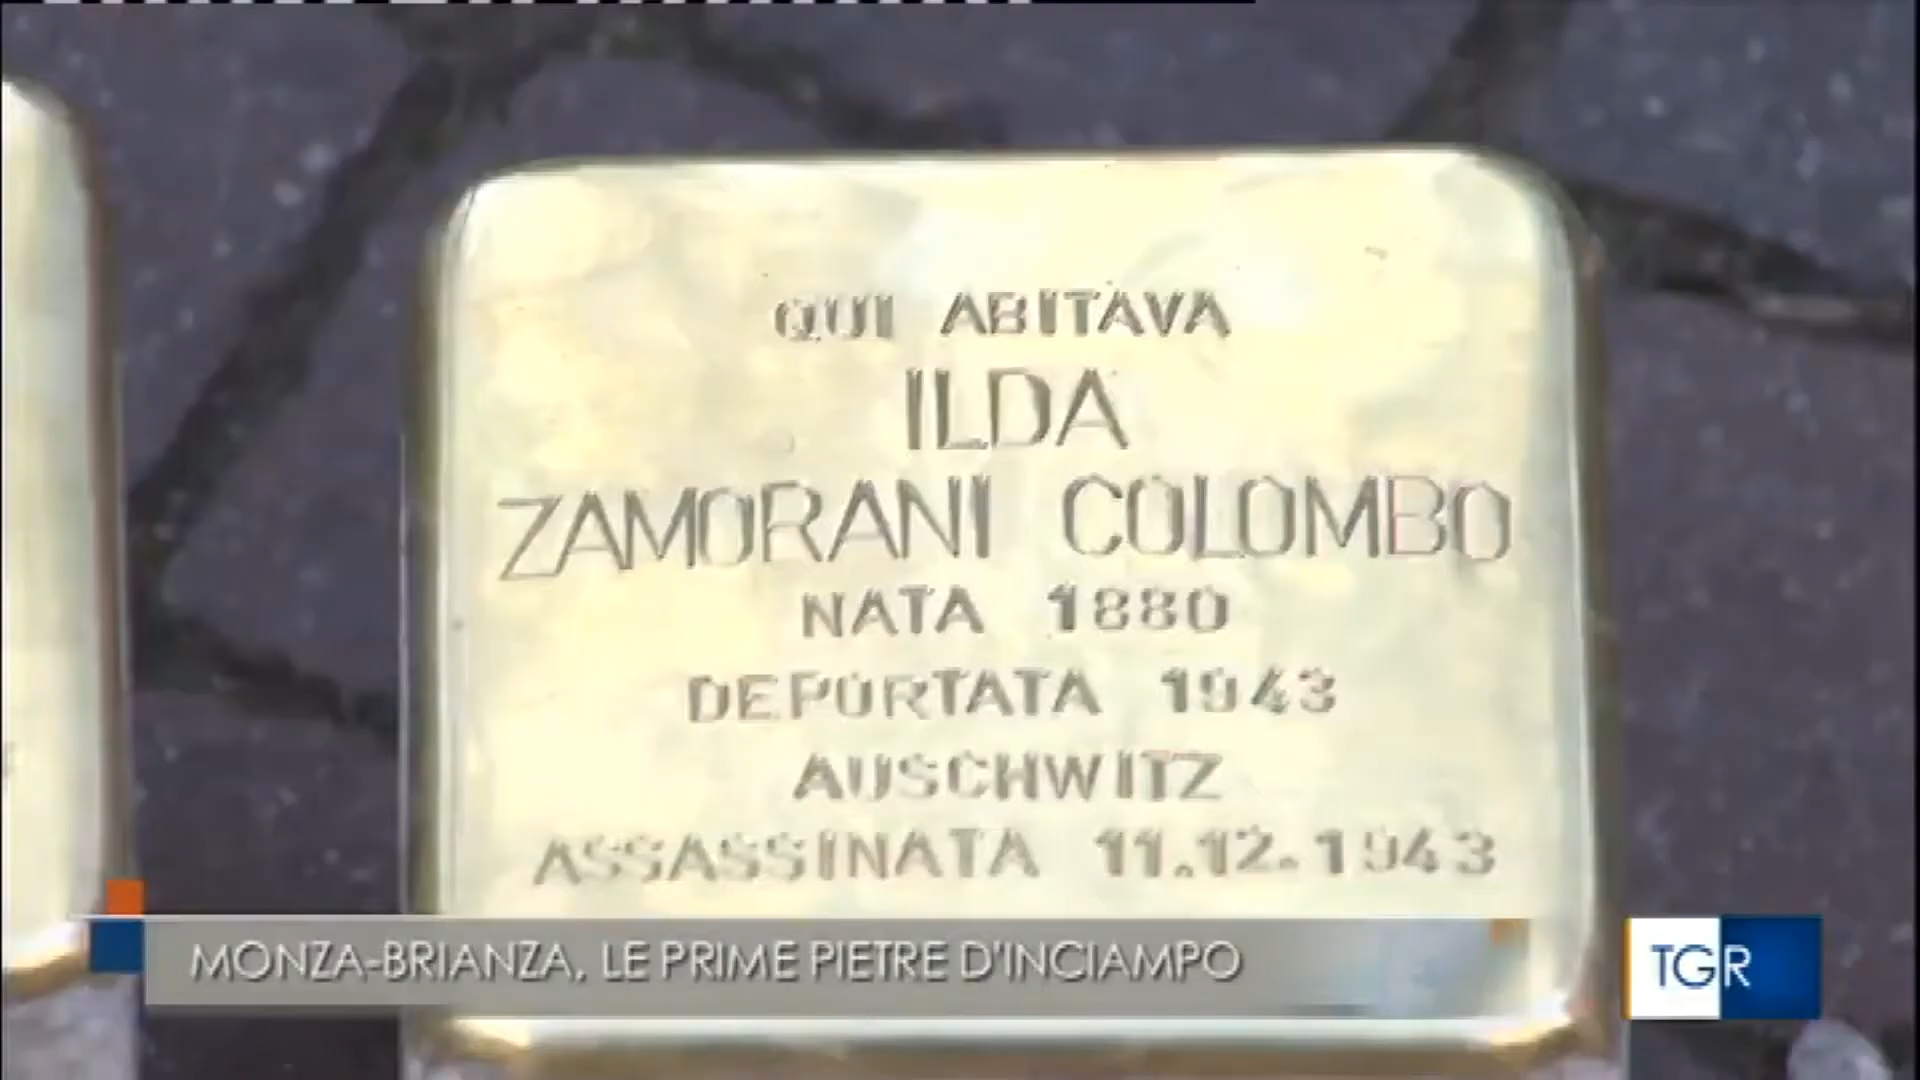 QUI ABITAVA
ILDA
ZAMORANI COLOMBO
NATA 1880
DEPORTATA 1943
AUSCHWITZ
ASSASSINATA 11.12.1943
MONZA-BRIANZA, LE PRIME PIETRE D'INCIAMPO
TGR